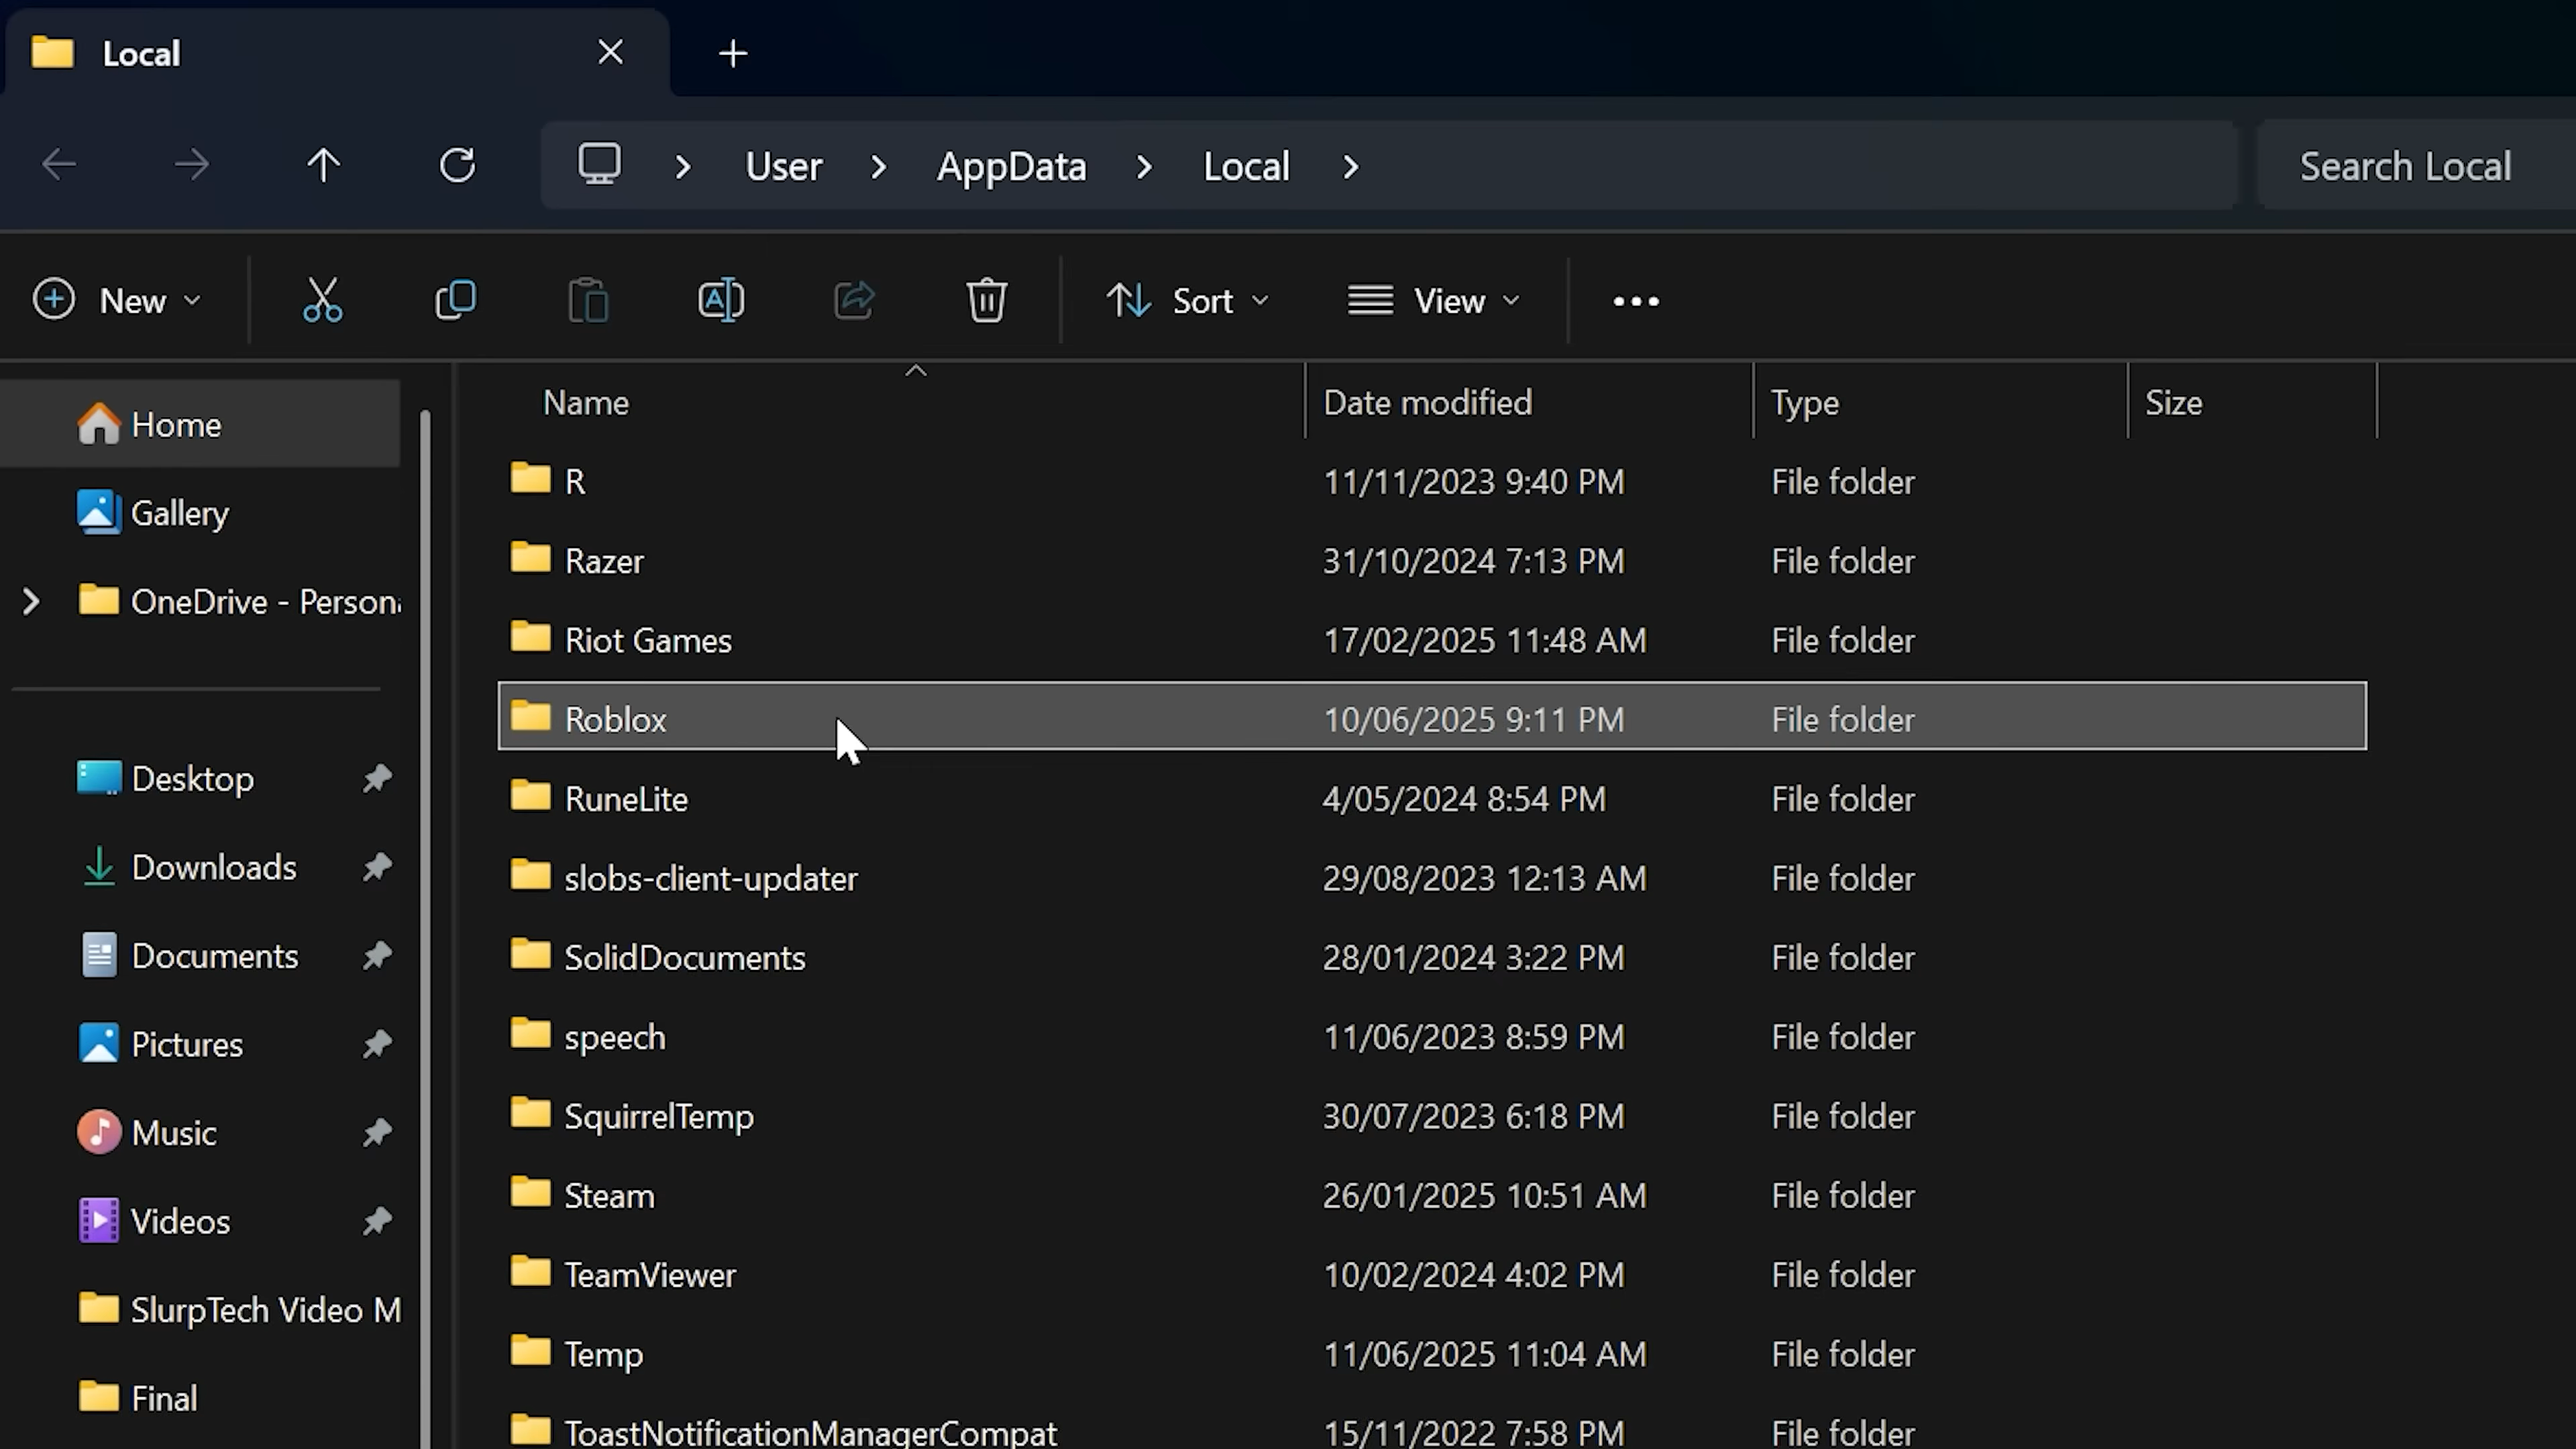 Local
User > AppData > Local >
Search Local
New
Sort
View
Name Date modified Type Size
Home
Gallery
OneDrive - Persona
Desktop
Downloads
Documents
Pictures
Music
Videos
SlurpTech Video M
Final
R 11/11/2023 9:40 PM File folder
Razer 31/10/2024 7:13 PM File folder
Riot Games 17/02/2025 11:48 AM File folder
Roblox 10/06/2025 9:11 PM File folder
RuneLite 4/05/2024 8:54 PM File folder
slobs-client-updater 29/08/2023 12:13 AM File folder
SolidDocuments 28/01/2024 3:22 PM File folder
speech 11/06/2023 8:59 PM File folder
SquirrelTemp 30/07/2023 6:18 PM File folder
Steam 26/01/2025 10:51 AM File folder
TeamViewer 10/02/2024 4:02 PM File folder
Temp 11/06/2025 11:04 AM File folder
ToastNotificationManagerCompat 15/11/2022 7:58 PM File folder